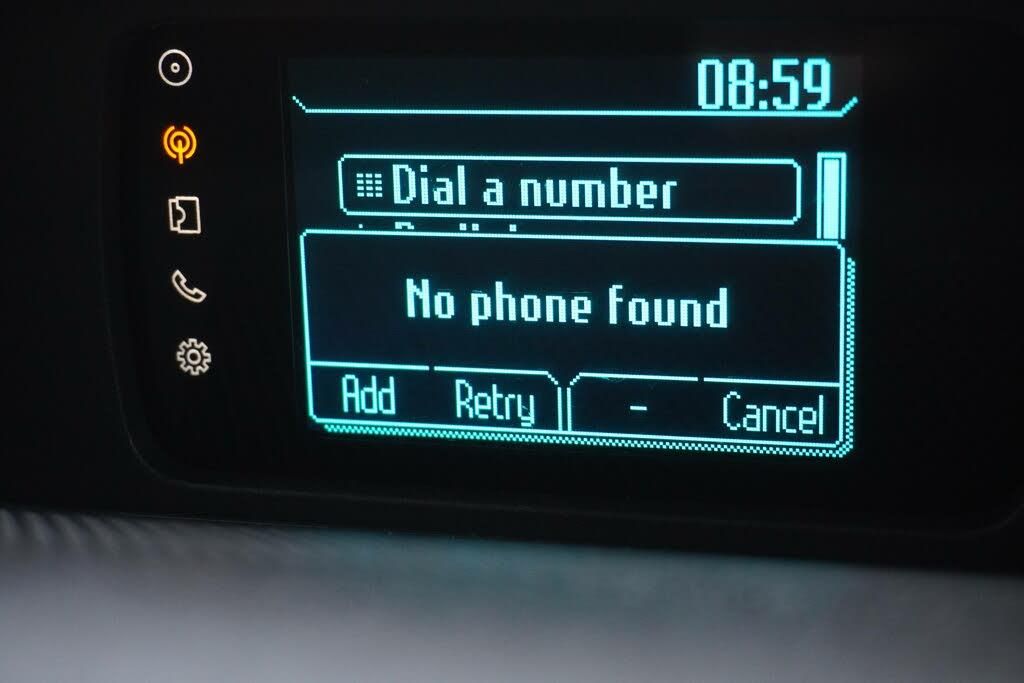 08:59
Dial a number
No phone found
Add Retry - Cancel